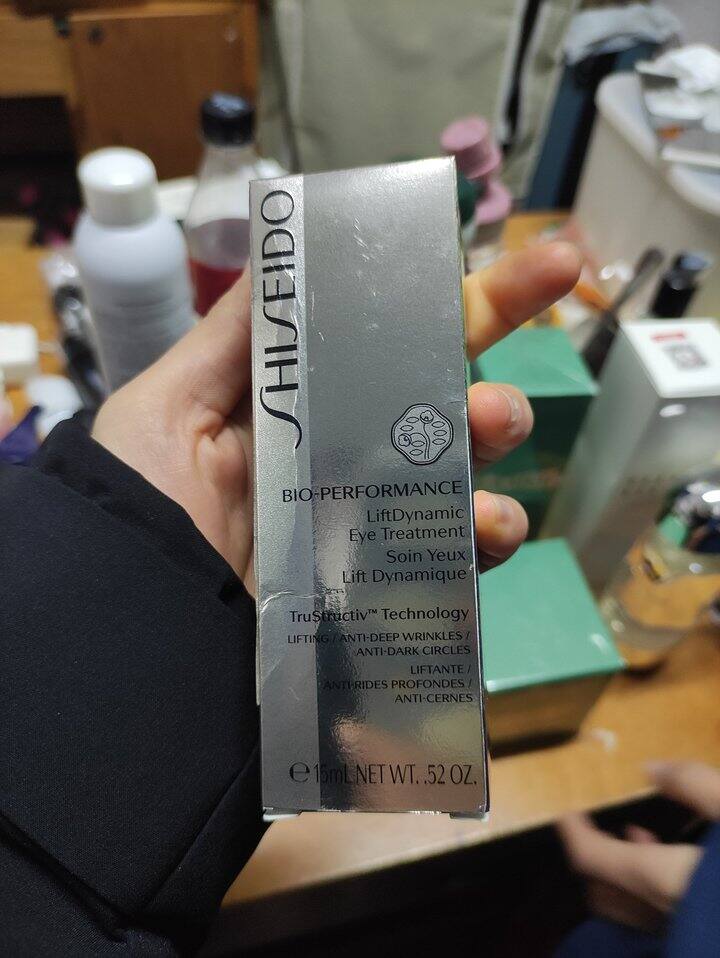 SHISEIDO
BIO-PERFORMANCE
LiftDynamic
Eye Treatment
Soin Yeux
Lift Dynamique
TruStructiv™ Technology
LIFTING / ANTI-DEEP WRINKLES /
ANTI-DARK CIRCLES
LIFTANTE /
ANTI-RIDES PROFONDES /
ANTI-CERNES
℮ 15mL NET WT. .52 OZ.